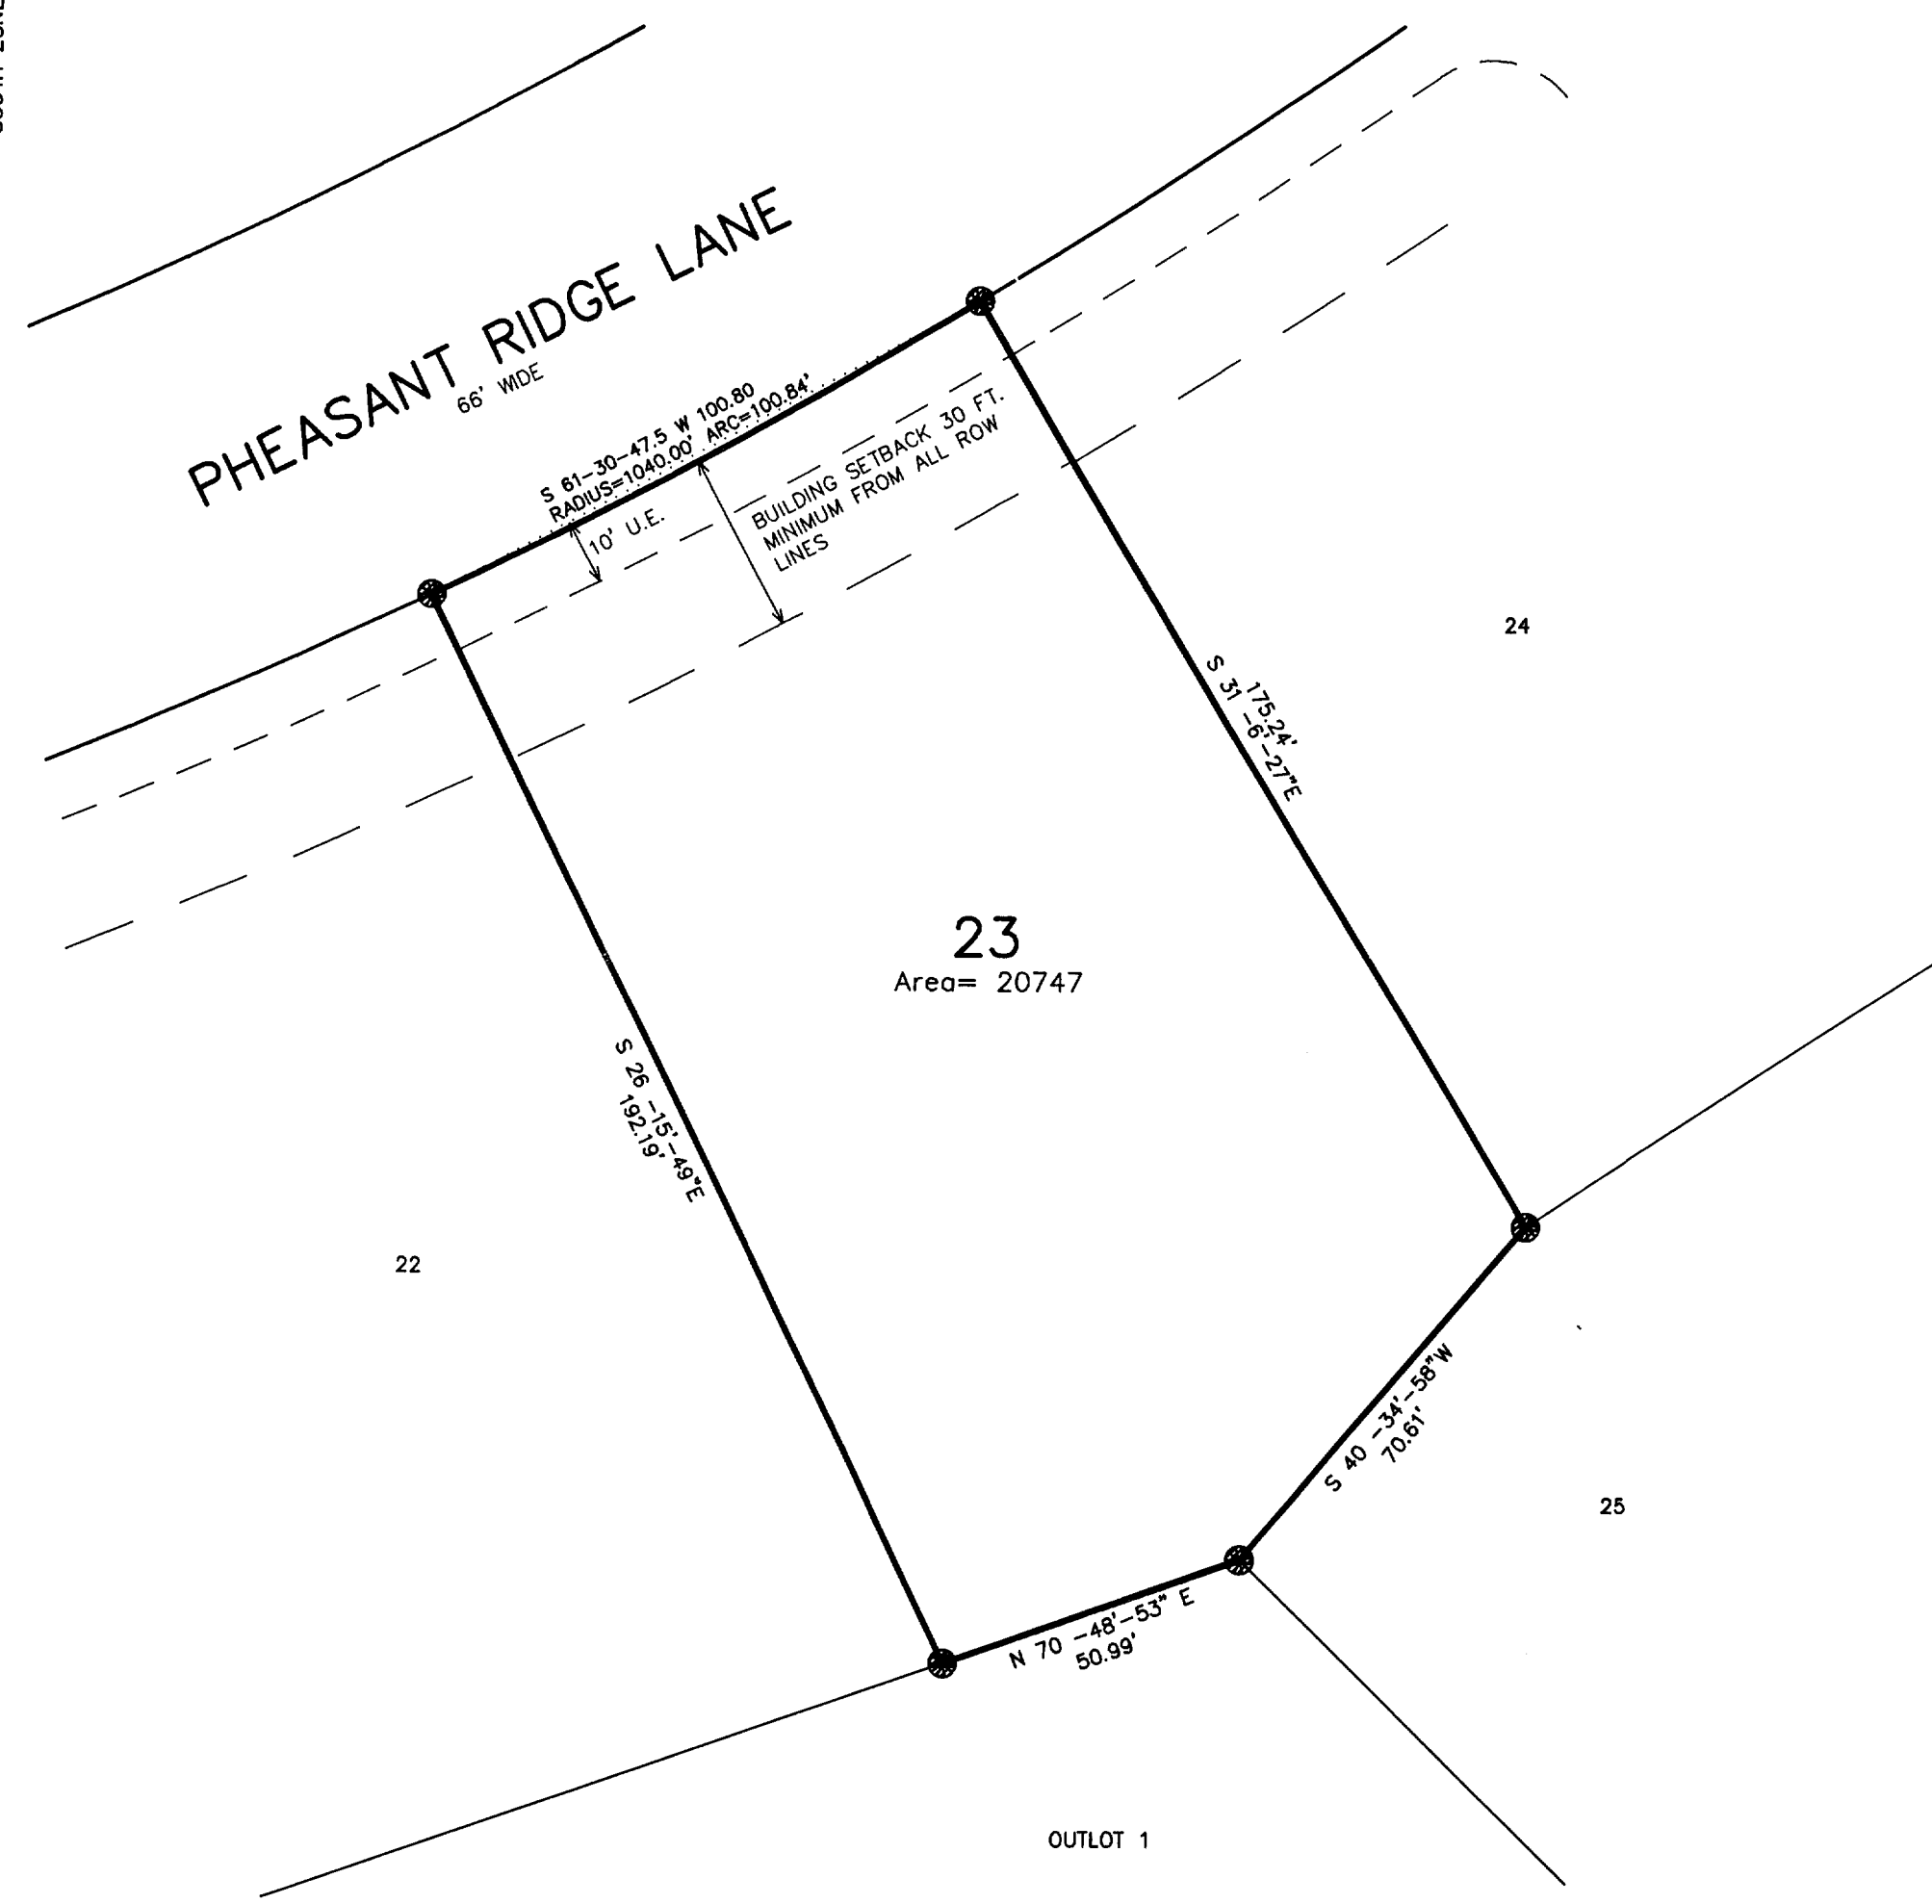 PHEASANT RIDGE LANE
66' WIDE
S 61-30-47.5 W 100.80
RADIUS=1040.00' ARC=100.84'
10' U.E.
BUILDING SETBACK 30 FT.
MINIMUM FROM ALL ROW
LINES
24
175.24'
S 31 -6'-27"E
23
Area= 20747
S 26 -15'-49"E
192.19'
22
S 40 -34'-58"W
70.61'
25
N 70 -48'-53" E
50.99'
OUTLOT 1